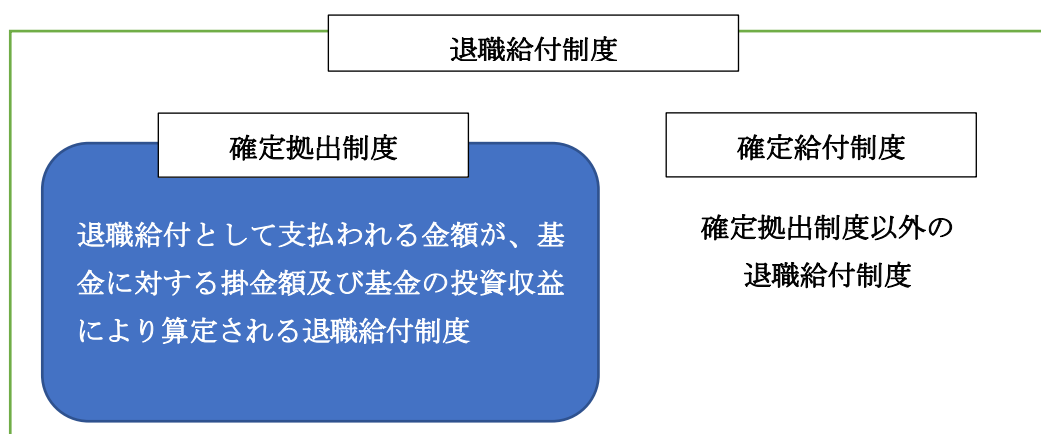 退職給付制度
確定拠出制度
退職給付として支払われる金額が、基
金に対する掛金額及び基金の投資収益
により算定される退職給付制度
確定給付制度
確定拠出制度以外の
退職給付制度